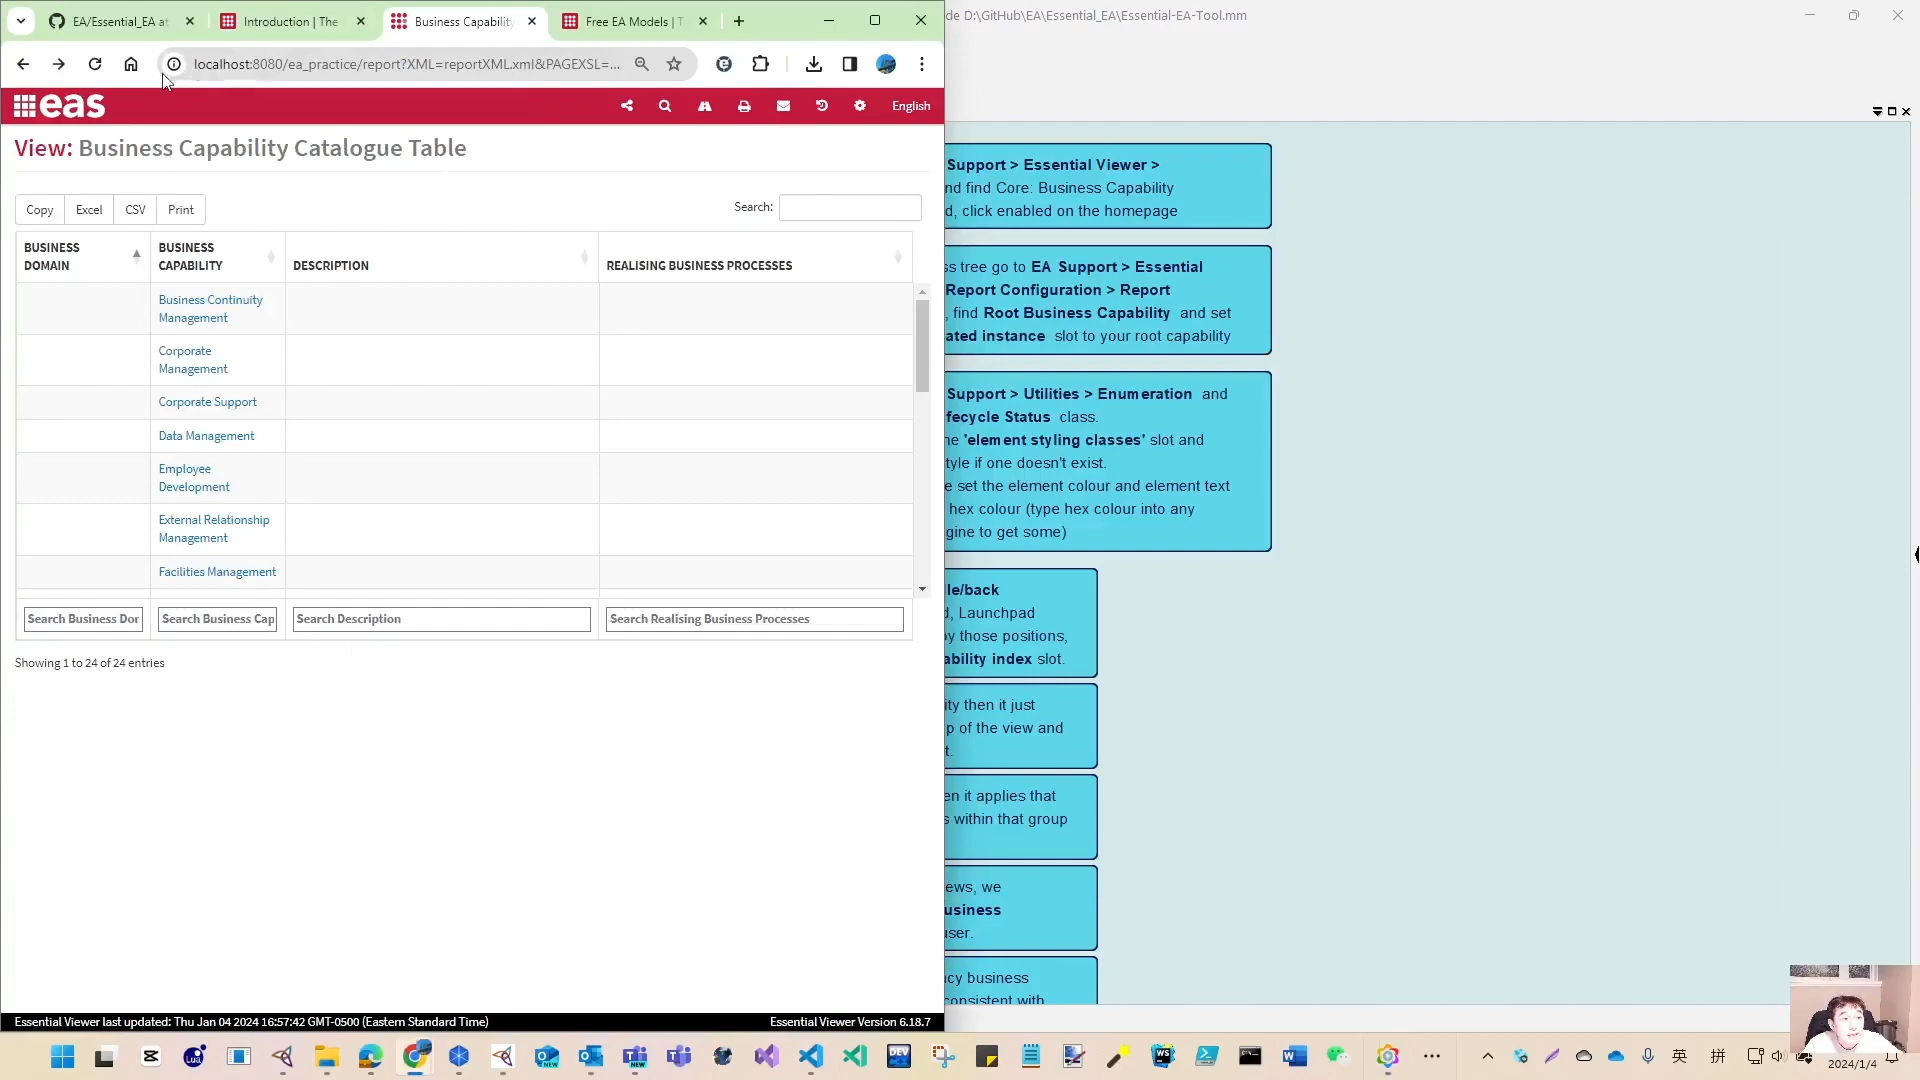 EA/Essential_EA at
Introduction | The
Business Capability
Free EA Models | T
de D:\GitHub\EA\Essential_EA\Essential-EA-Tool.mm
localhost:8080/ea_practice/report?XML=reportXML.xml&PAGEXSL=...
eas
English
View: Business Capability Catalogue Table
Copy
Excel
CSV
Print
Search:
BUSINESS
DOMAIN
BUSINESS
CAPABILITY
DESCRIPTION
REALISING BUSINESS PROCESSES
Business Continuity
Management
Corporate
Management
Corporate Support
Data Management
Employee
Development
External Relationship
Management
Facilities Management
Search Business Dor
Search Business Cap
Search Description
Search Realising Business Processes
Showing 1 to 24 of 24 entries
Essential Viewer last updated: Thu Jan 04 2024 16:57:42 GMT-0500 (Eastern Standard Time)
Essential Viewer Version 6.18.7
Support > Essential Viewer >
nd find Core: Business Capability
d, click enabled on the homepage
ss tree go to EA Support > Essential
Report Configuration > Report
, find Root Business Capability and set
ated instance slot to your root capability
Support > Utilities > Enumeration and
fecycle Status class.
ne 'element styling classes' slot and
tyle if one doesn't exist.
e set the element colour and element text
hex colour (type hex colour into any
gine to get some)
le/back
d, Launchpad
by those positions,
ability index slot.
ity then it just
p of the view and
t.
en it applies that
s within that group
ews, we
usiness
user.
cy business
consistent with
英
拼
2024/1/4